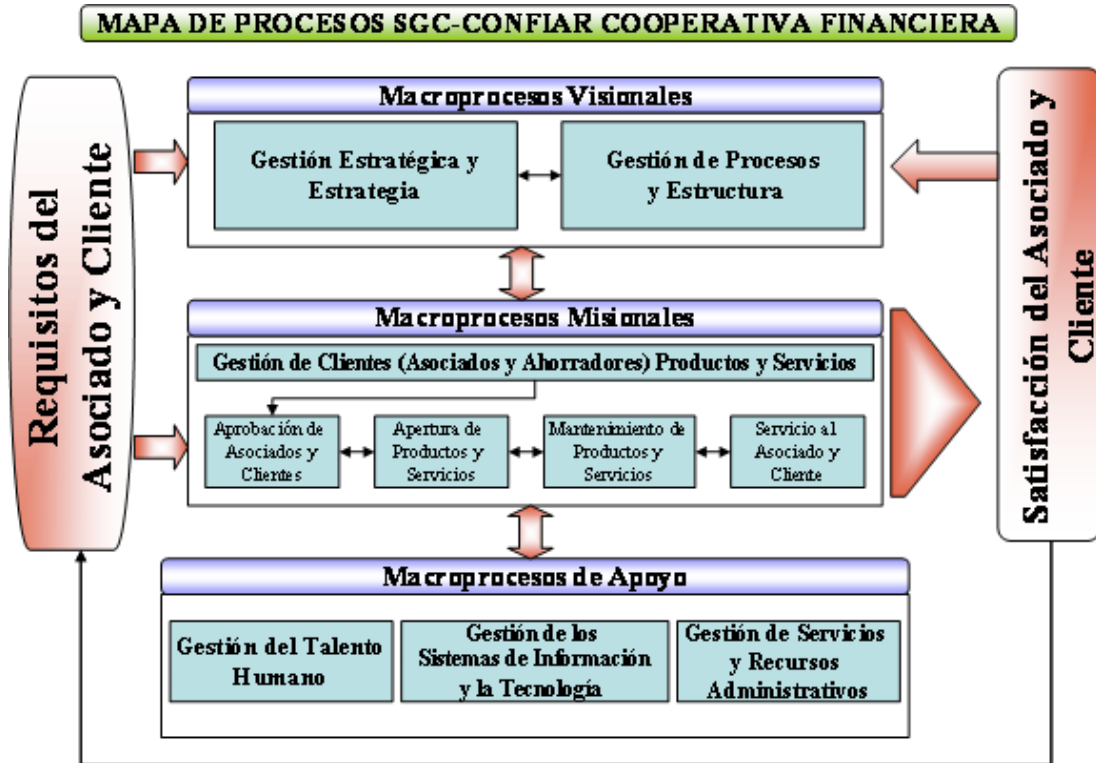 MAPA DE PROCESOS SGC-CONFIAR COOPERATIVA FINANCIERA
Requisitos del
Asociado y Cliente
Macroprocesos Visionales
Gestión Estratégica y
Estrategia
Gestión de Procesos
y Estructura
Macroprocesos Misionales
Gestión de Clientes (Asociados y Ahorradores) Productos y Servicios
Aprobación de
Asociados y
Clientes
Apertura de
Productos y
Servicios
Mantenimiento de
Productos y
Servicios
Servicio al
Asociado y
Cliente
Macroprocesos de Apoyo
Gestión del Talento
Humano
Gestión de los
Sistemas de Información
y la Tecnología
Gestión de Servicios
y Recursos
Administrativos
Satisfacción del Asociado y
Cliente